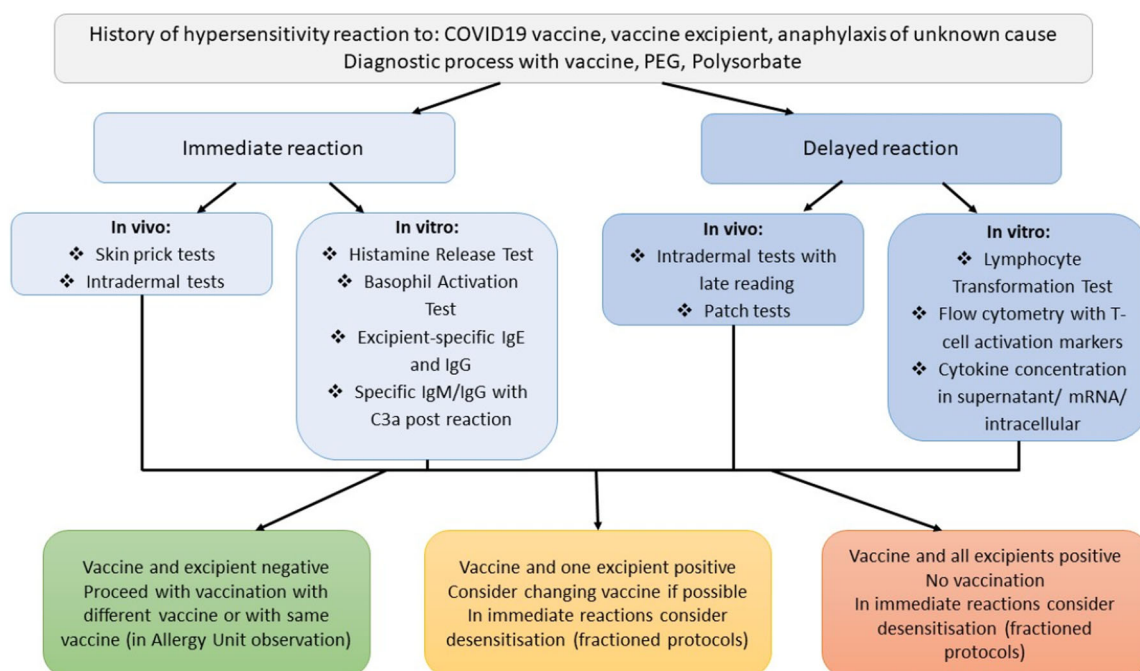 History of hypersensitivity reaction to: COVID19 vaccine, vaccine excipient, anaphylaxis of unknown cause
Diagnostic process with vaccine, PEG, Polysorbate
Immediate reaction
Delayed reaction
In vivo:
❖ Skin prick tests
❖ Intradermal tests
In vitro:
❖ Histamine Release Test
❖ Basophil Activation
Test
❖ Excipient-specific IgE
and IgG
❖ Specific IgM/IgG with
C3a post reaction
In vivo:
❖ Intradermal tests with
late reading
❖ Patch tests
In vitro:
❖ Lymphocyte
Transformation Test
❖ Flow cytometry with T-
cell activation markers
❖ Cytokine concentration
in supernatant/ mRNA/
intracellular
Vaccine and excipient negative
Proceed with vaccination with
different vaccine or with same
vaccine (in Allergy Unit observation)
Vaccine and one excipient positive
Consider changing vaccine if possible
In immediate reactions consider
desensitisation (fractioned protocols)
Vaccine and all excipients positive
No vaccination
In immediate reactions consider
desensitisation (fractioned
protocols)